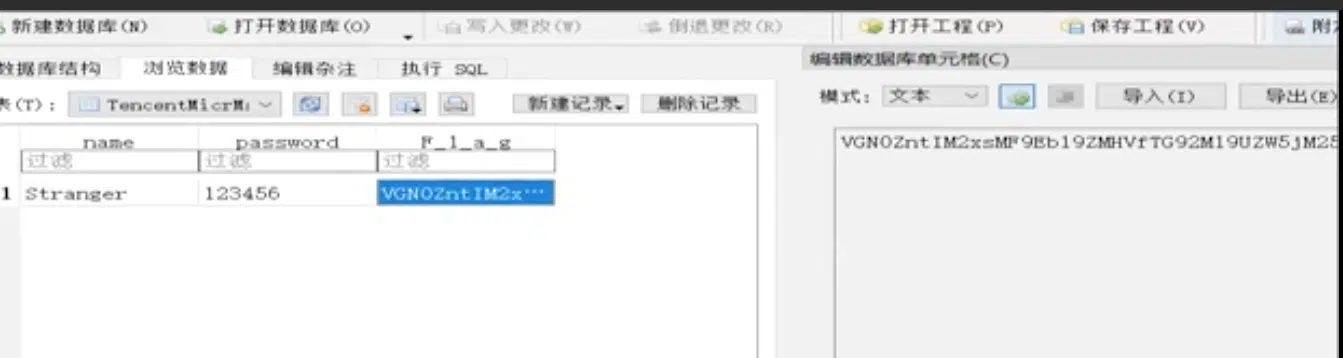 新建数据库(N) 打开数据库(O) 写入更改(W) 倒退更改(R) 打开工程(P) 保存工程(V)
数据库结构 浏览数据 编辑杂注 执行 SQL 编辑数据库单元格(C)
表(T): TencentMicrM 新建记录 删除记录 模式: 文本 导入(I) 导出(E)
name password F_l_a_g
过滤 过滤 过滤
1 Stranger 123456 VGN0ZntIM2x…
VGN0ZntIM2xsMF9Eb19ZMHVfTG92M19UZW5jM25